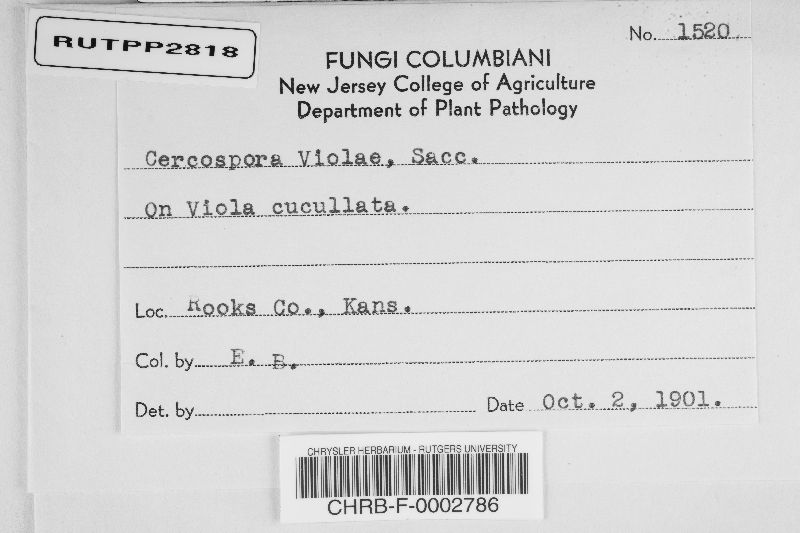 RUTPP2818
No. 1520
FUNGI COLUMBIANI
New Jersey College of Agriculture
Department of Plant Pathology
Cercospora Violae, Sacc.
On Viola cucullata.
Loc. Rooks Co., Kans.
Col. by E. B.
Det. by
Date Oct. 2, 1901.
CHRYSLER HERBARIUM - RUTGERS UNIVERSITY
CHRB-F-0002786